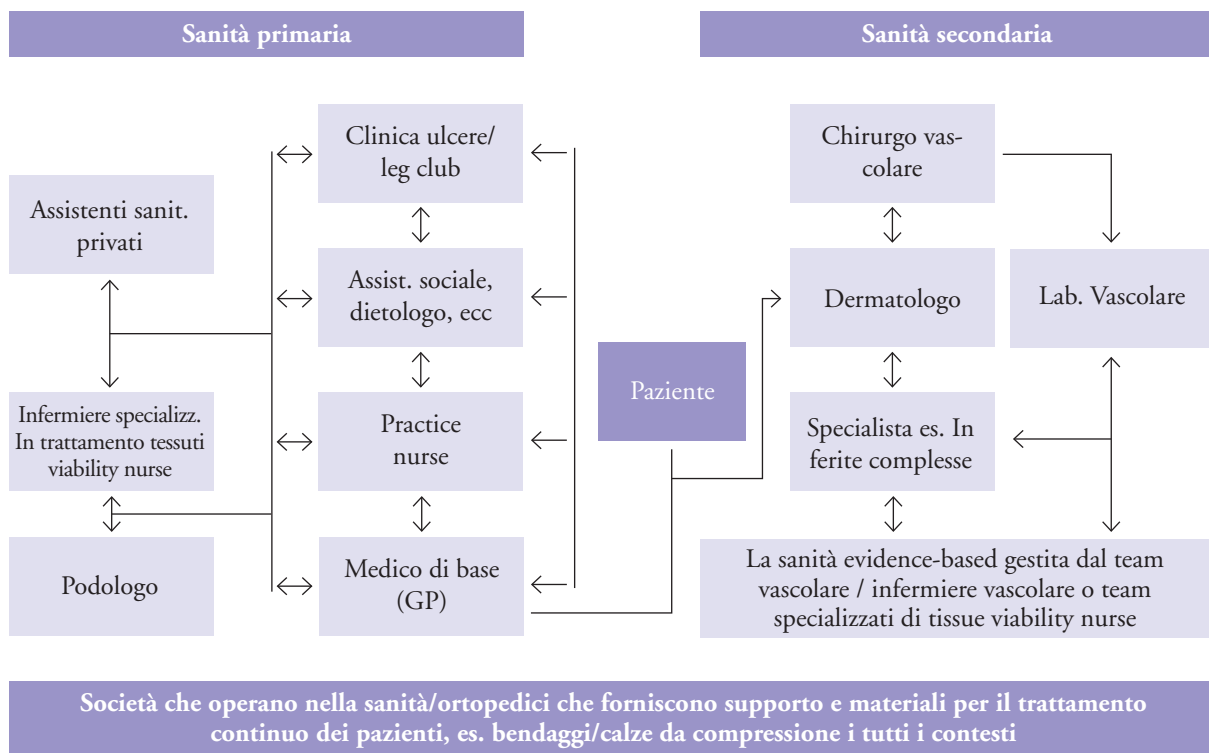 Sanità primaria
Sanità secondaria
Clinica ulcere/
leg club
Chirurgo vas-
colare
Assistenti sanit.
privati
Assist. sociale,
dietologo, ecc
Dermatologo
Lab. Vascolare
Paziente
Infermiere specializz.
In trattamento tessuti
viability nurse
Practice
nurse
Specialista es. In
ferite complesse
Podologo
Medico di base
(GP)
La sanità evidence-based gestita dal team
vascolare / infermiere vascolare o team
specializzati di tissue viability nurse
Società che operano nella sanità/ortopedici che forniscono supporto e materiali per il trattamento
continuo dei pazienti, es. bendaggi/calze da compressione i tutti i contesti